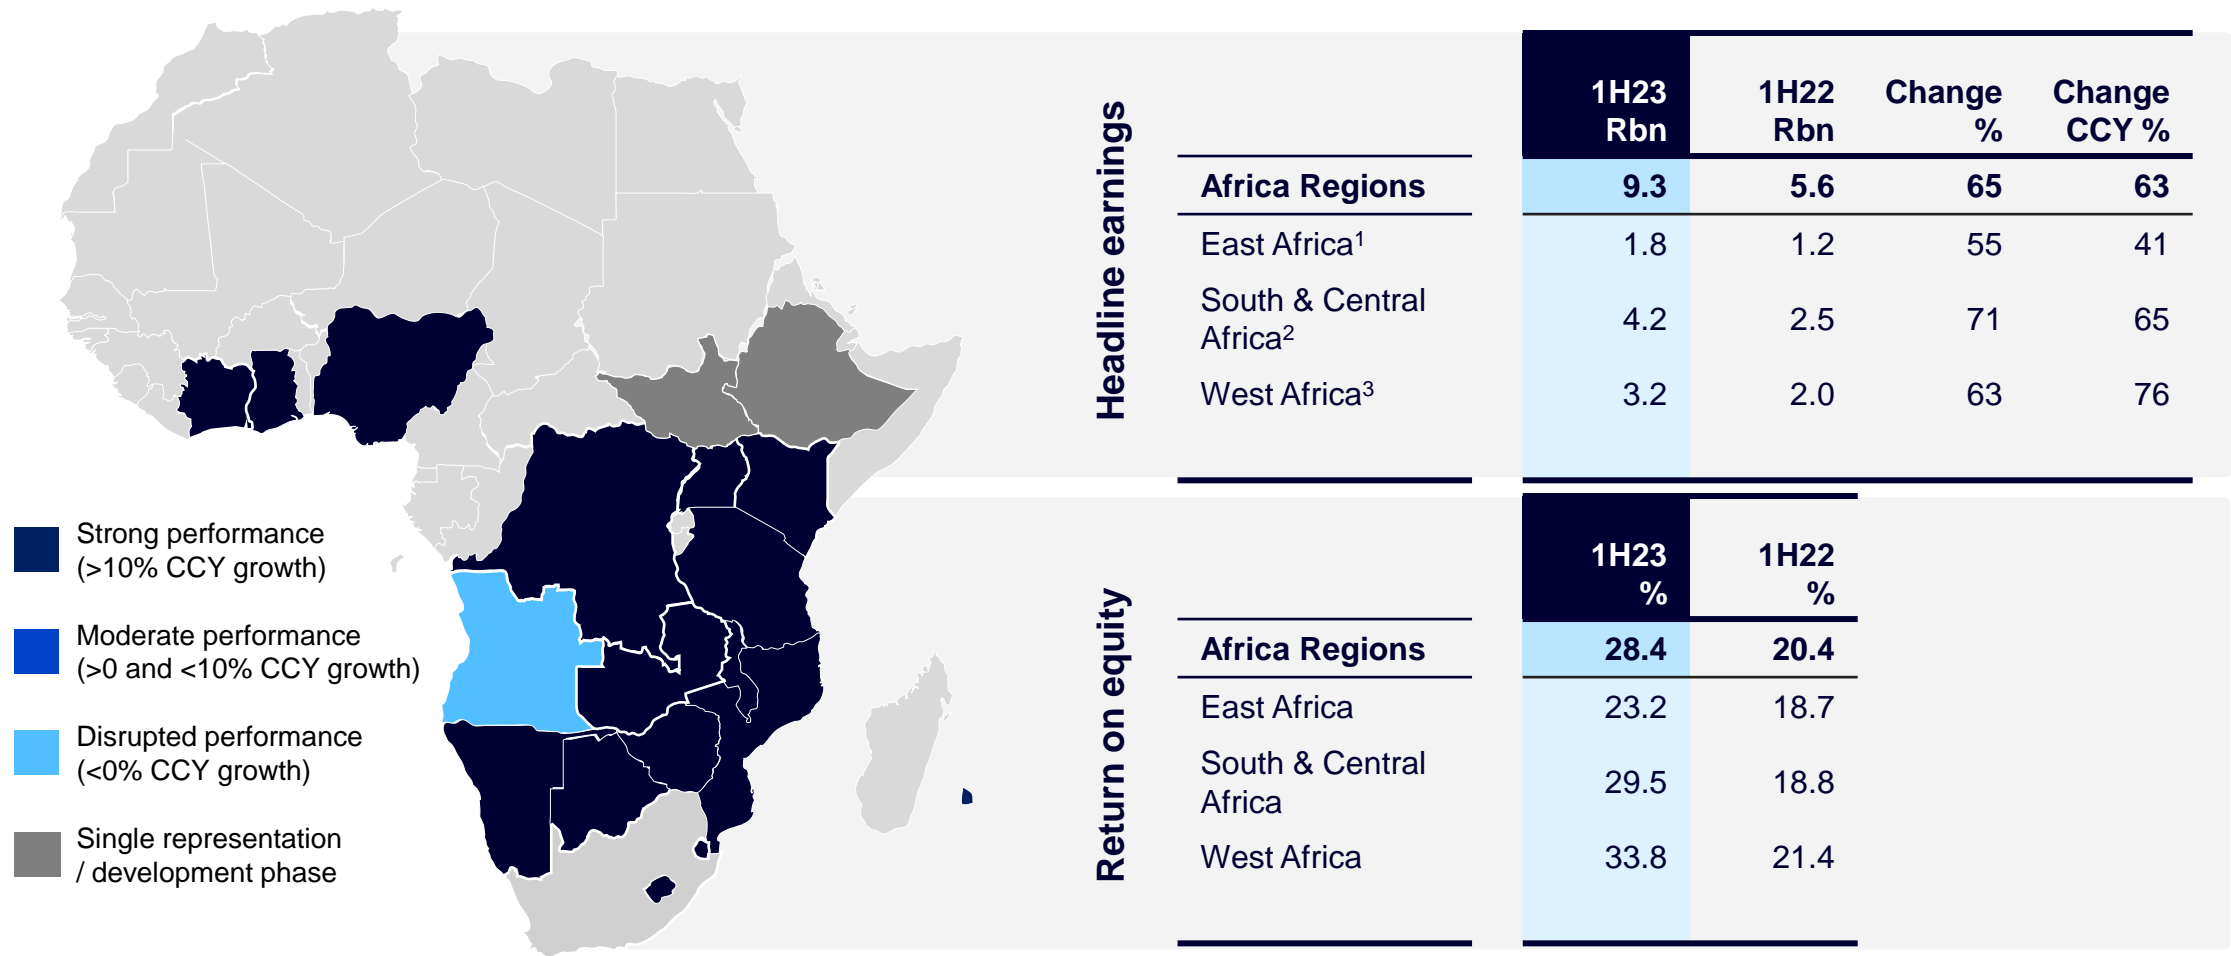 Strong performance
(>10% CCY growth)
Moderate performance
(>0 and <10% CCY growth)
Disrupted performance
(<0% CCY growth)
Single representation
/ development phase
Headline earnings
1H23 1H22 Change Change
Rbn Rbn % CCY %
Africa Regions 9.3 5.6 65 63
East Africa¹ 1.8 1.2 55 41
South & Central
Africa² 4.2 2.5 71 65
West Africa³ 3.2 2.0 63 76
Return on equity
1H23 1H22
% %
Africa Regions 28.4 20.4
East Africa 23.2 18.7
South & Central
Africa 29.5 18.8
West Africa 33.8 21.4